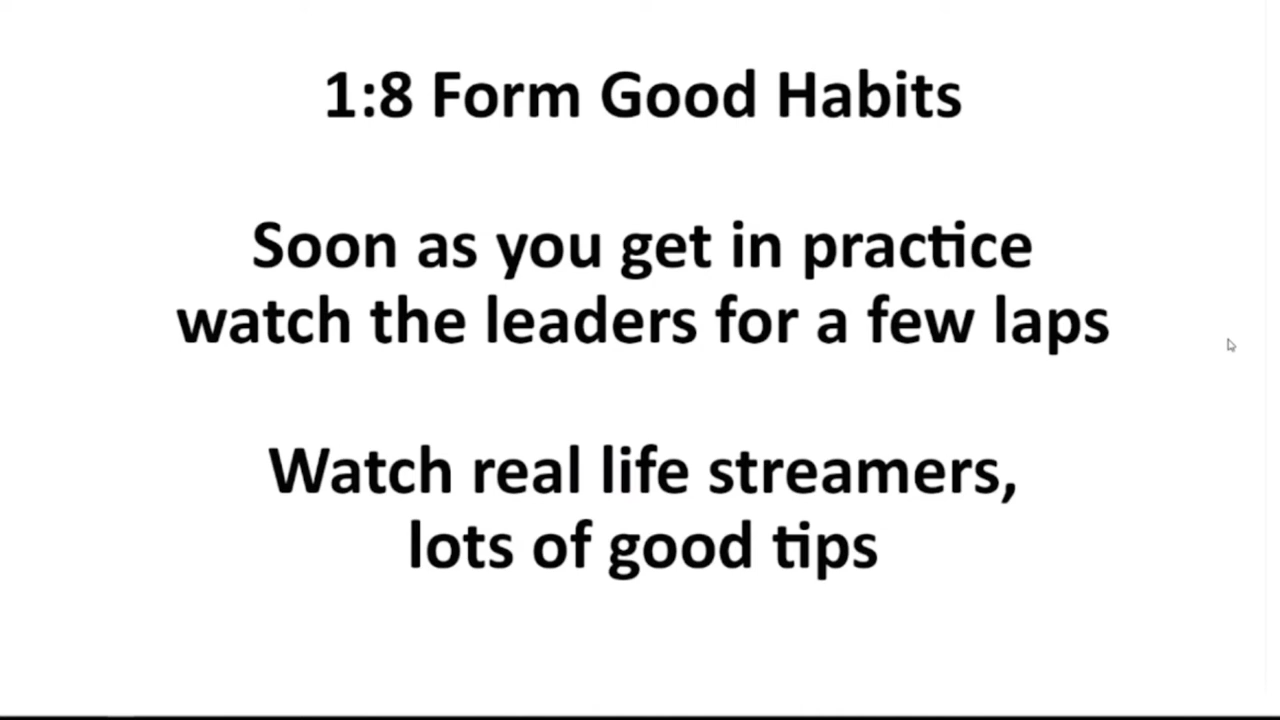 1:8 Form Good Habits
Soon as you get in practice
watch the leaders for a few laps
Watch real life streamers,
lots of good tips